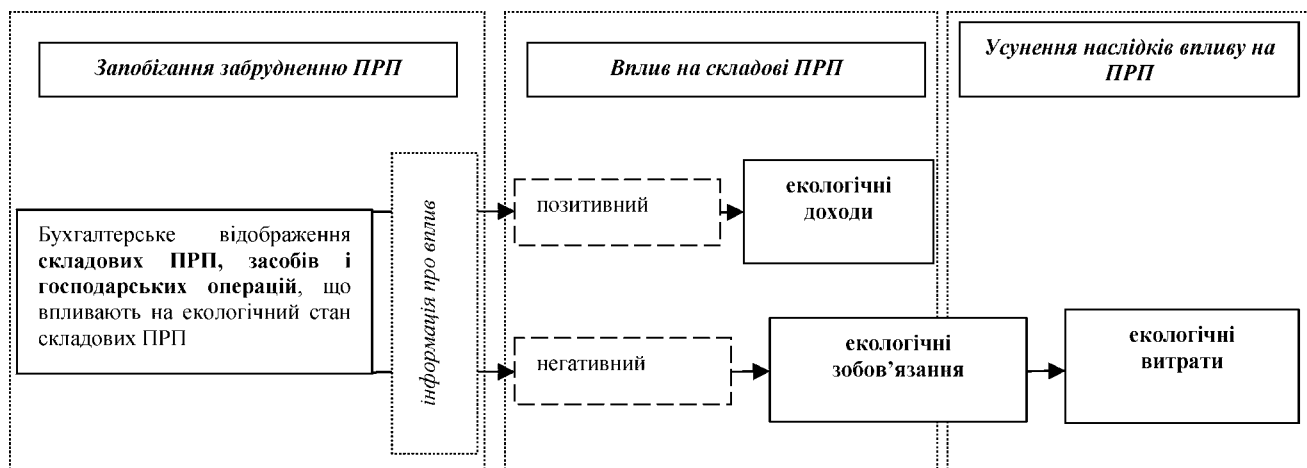 Запобігання забрудненню ПРП
Вплив на складові ПРП
Усунення наслідків впливу на
ПРП
Бухгалтерське відображення
складових ПРП, засобів і
господарських операцій, що
впливають на екологічний стан
складових ПРП
інформація про вплив
позитивний
екологічні
доходи
негативний
екологічні
зобов’язання
екологічні
витрати